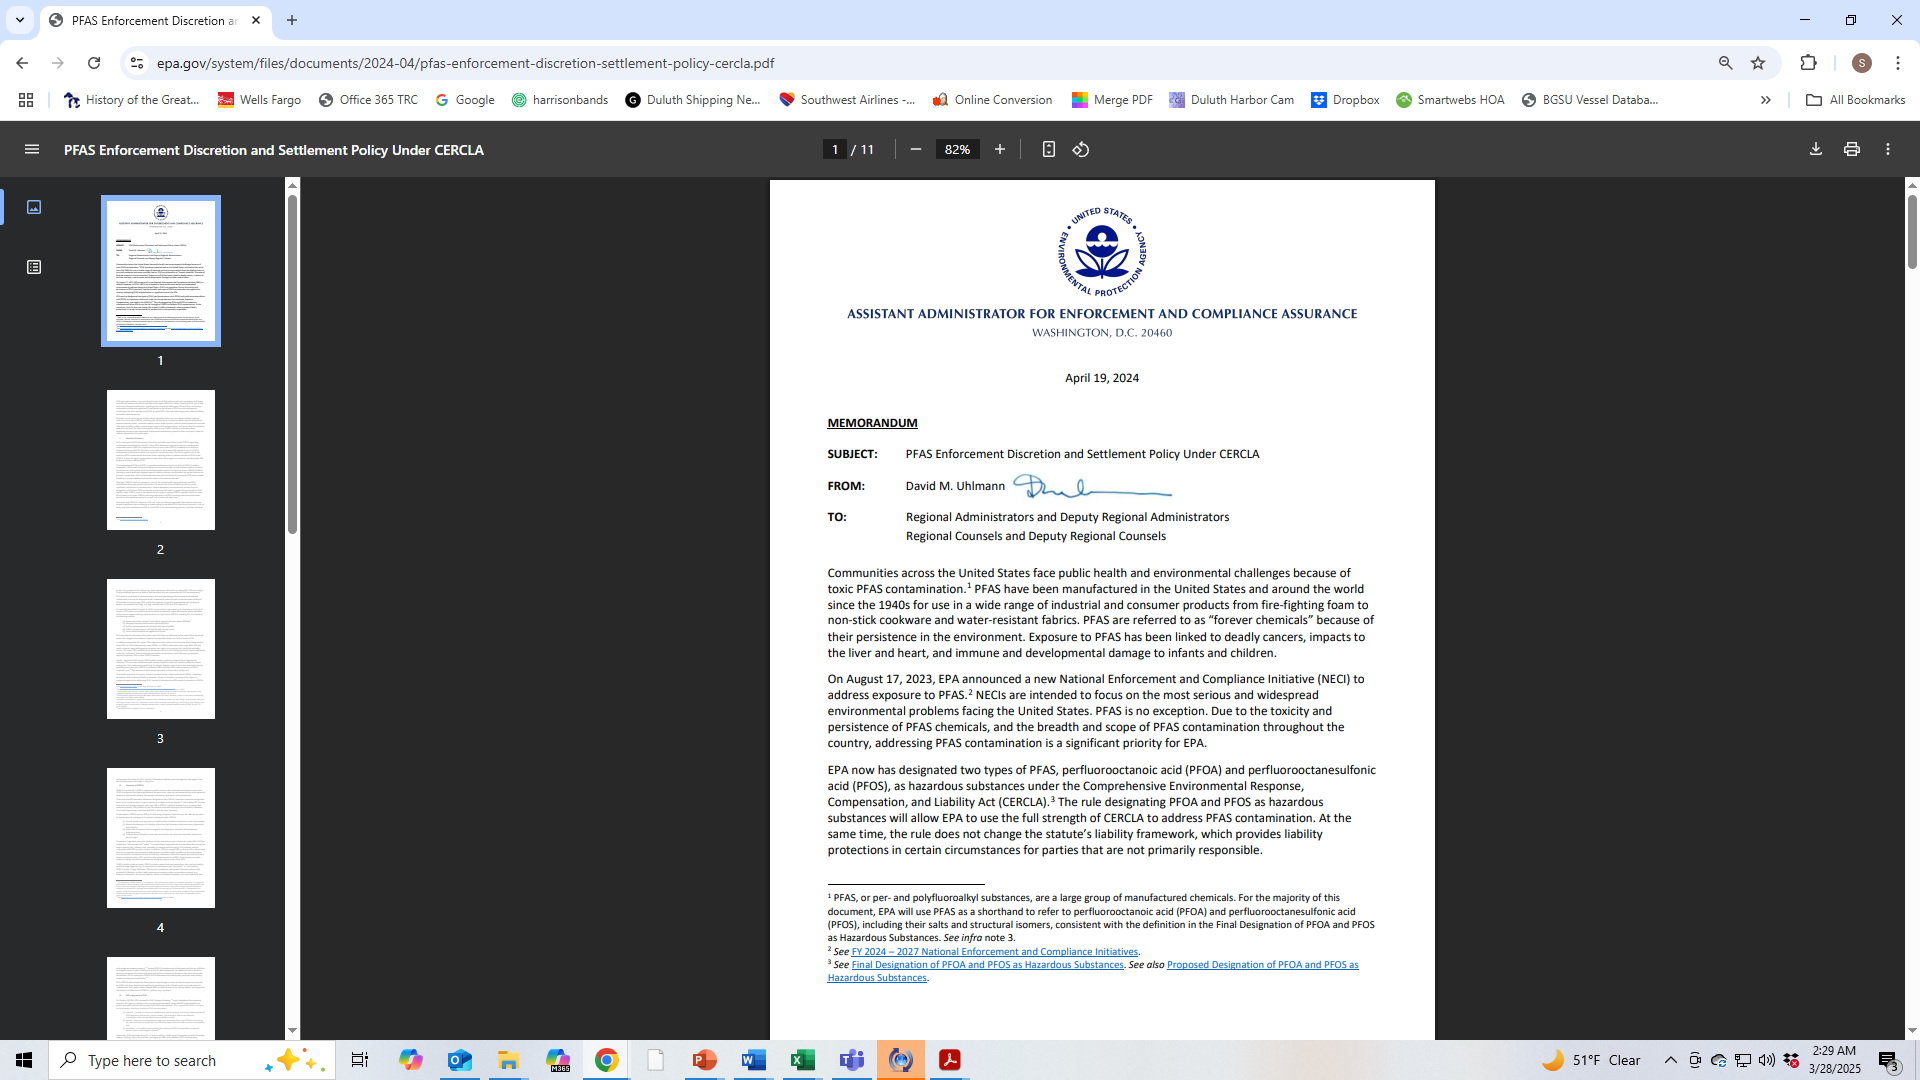 PFAS Enforcement Discretion an
epa.gov/system/files/documents/2024-04/pfas-enforcement-discretion-settlement-policy-cercla.pdf
S
History of the Great...
Wells Fargo
Office 365 TRC
Google
harrisonbands
Duluth Shipping Ne...
Southwest Airlines -...
Online Conversion
Merge PDF
Duluth Harbor Cam
Dropbox
Smartwebs HOA
BGSU Vessel Databa...
All Bookmarks
PFAS Enforcement Discretion and Settlement Policy Under CERCLA
1 / 11
82%
1
2
3
4
UNITED STATES
ENVIRONMENTAL PROTECTION AGENCY
ASSISTANT ADMINISTRATOR FOR ENFORCEMENT AND COMPLIANCE ASSURANCE
WASHINGTON, D.C. 20460
April 19, 2024
MEMORANDUM
SUBJECT: PFAS Enforcement Discretion and Settlement Policy Under CERCLA
FROM: David M. Uhlmann
TO: Regional Administrators and Deputy Regional Administrators
Regional Counsels and Deputy Regional Counsels
Communities across the United States face public health and environmental challenges because of
toxic PFAS contamination.¹ PFAS have been manufactured in the United States and around the world
since the 1940s for use in a wide range of industrial and consumer products from fire-fighting foam to
non-stick cookware and water-resistant fabrics. PFAS are referred to as “forever chemicals” because of
their persistence in the environment. Exposure to PFAS has been linked to deadly cancers, impacts to
the liver and heart, and immune and developmental damage to infants and children.
On August 17, 2023, EPA announced a new National Enforcement and Compliance Initiative (NECI) to
address exposure to PFAS.² NECIs are intended to focus on the most serious and widespread
environmental problems facing the United States. PFAS is no exception. Due to the toxicity and
persistence of PFAS chemicals, and the breadth and scope of PFAS contamination throughout the
country, addressing PFAS contamination is a significant priority for EPA.
EPA now has designated two types of PFAS, perfluorooctanoic acid (PFOA) and perfluorooctanesulfonic
acid (PFOS), as hazardous substances under the Comprehensive Environmental Response,
Compensation, and Liability Act (CERCLA).³ The rule designating PFOA and PFOS as hazardous
substances will allow EPA to use the full strength of CERCLA to address PFAS contamination. At the
same time, the rule does not change the statute’s liability framework, which provides liability
protections in certain circumstances for parties that are not primarily responsible.
¹ PFAS, or per- and polyfluoroalkyl substances, are a large group of manufactured chemicals. For the majority of this
document, EPA will use PFAS as a shorthand to refer to perfluorooctanoic acid (PFOA) and perfluorooctanesulfonic acid
(PFOS), including their salts and structural isomers, consistent with the definition in the Final Designation of PFOA and PFOS
as Hazardous Substances. See infra note 3.
² See FY 2024 – 2027 National Enforcement and Compliance Initiatives.
³ See Final Designation of PFOA and PFOS as Hazardous Substances. See also Proposed Designation of PFOA and PFOS as
Hazardous Substances.
Type here to search
M365
51°F Clear
2:29 AM
3/28/2025
3